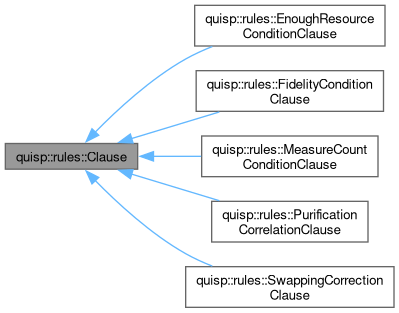 quisp::rules::EnoughResource
ConditionClause
quisp::rules::FidelityCondition
Clause
quisp::rules::Clause
quisp::rules::MeasureCount
ConditionClause
quisp::rules::Purification
CorrelationClause
quisp::rules::SwappingCorrection
Clause